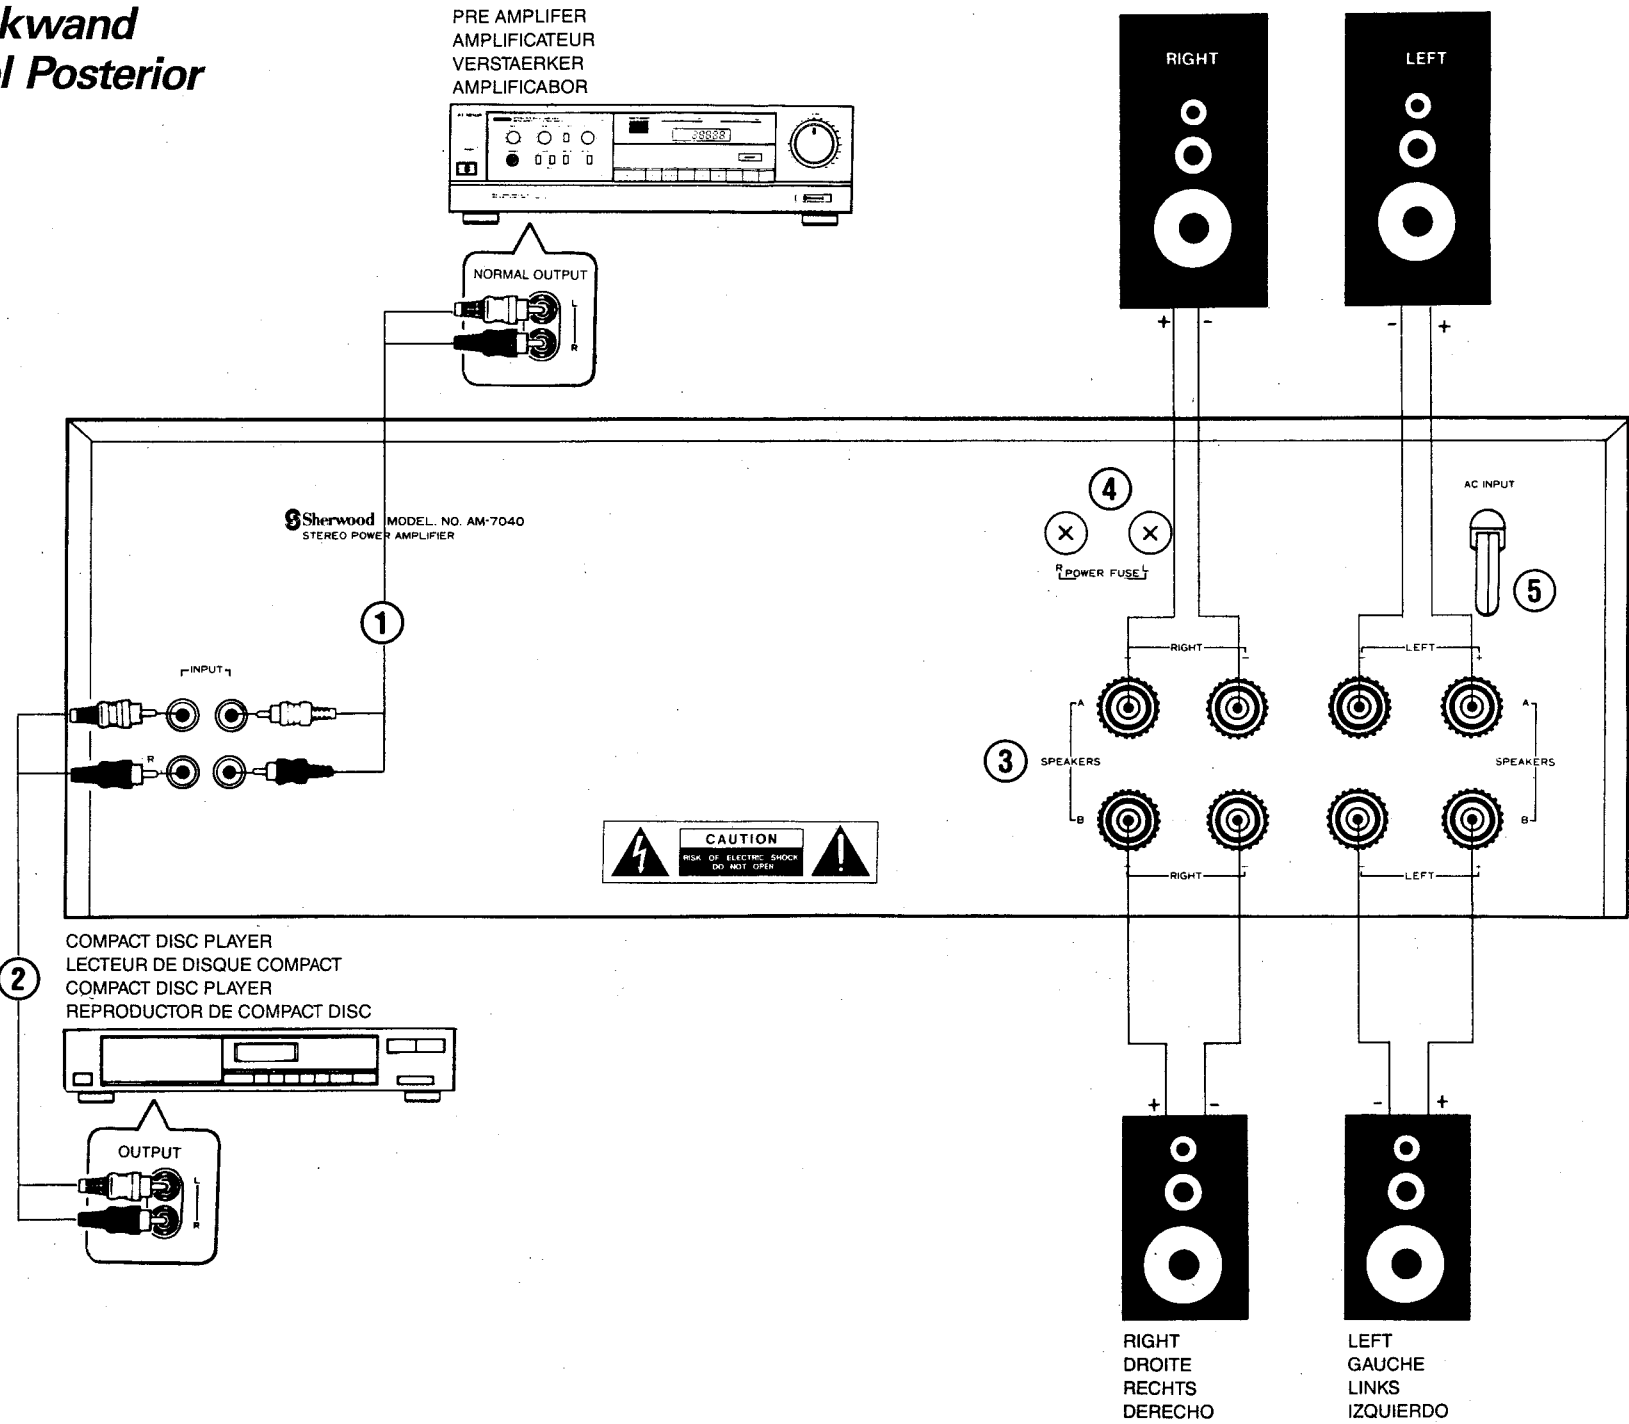 kwand
l Posterior
PRE AMPLIFER
AMPLIFICATEUR
VERSTAERKER
AMPLIFICABOR
NORMAL OUTPUT
L
R
RIGHT
LEFT
+ -
- +
Sherwood MODEL. NO. AM-7040
STEREO POWER AMPLIFIER
4
R POWER FUSE L
AC INPUT
5
1
INPUT
R
RIGHT
LEFT
A
A
3
SPEAKERS
SPEAKERS
B
B
RIGHT
LEFT
CAUTION
RISK OF ELECTRIC SHOCK
DO NOT OPEN
2
COMPACT DISC PLAYER
LECTEUR DE DISQUE COMPACT
COMPACT DISC PLAYER
REPRODUCTOR DE COMPACT DISC
OUTPUT
L
R
+ -
- +
RIGHT
DROITE
RECHTS
DERECHO
LEFT
GAUCHE
LINKS
IZQUIERDO